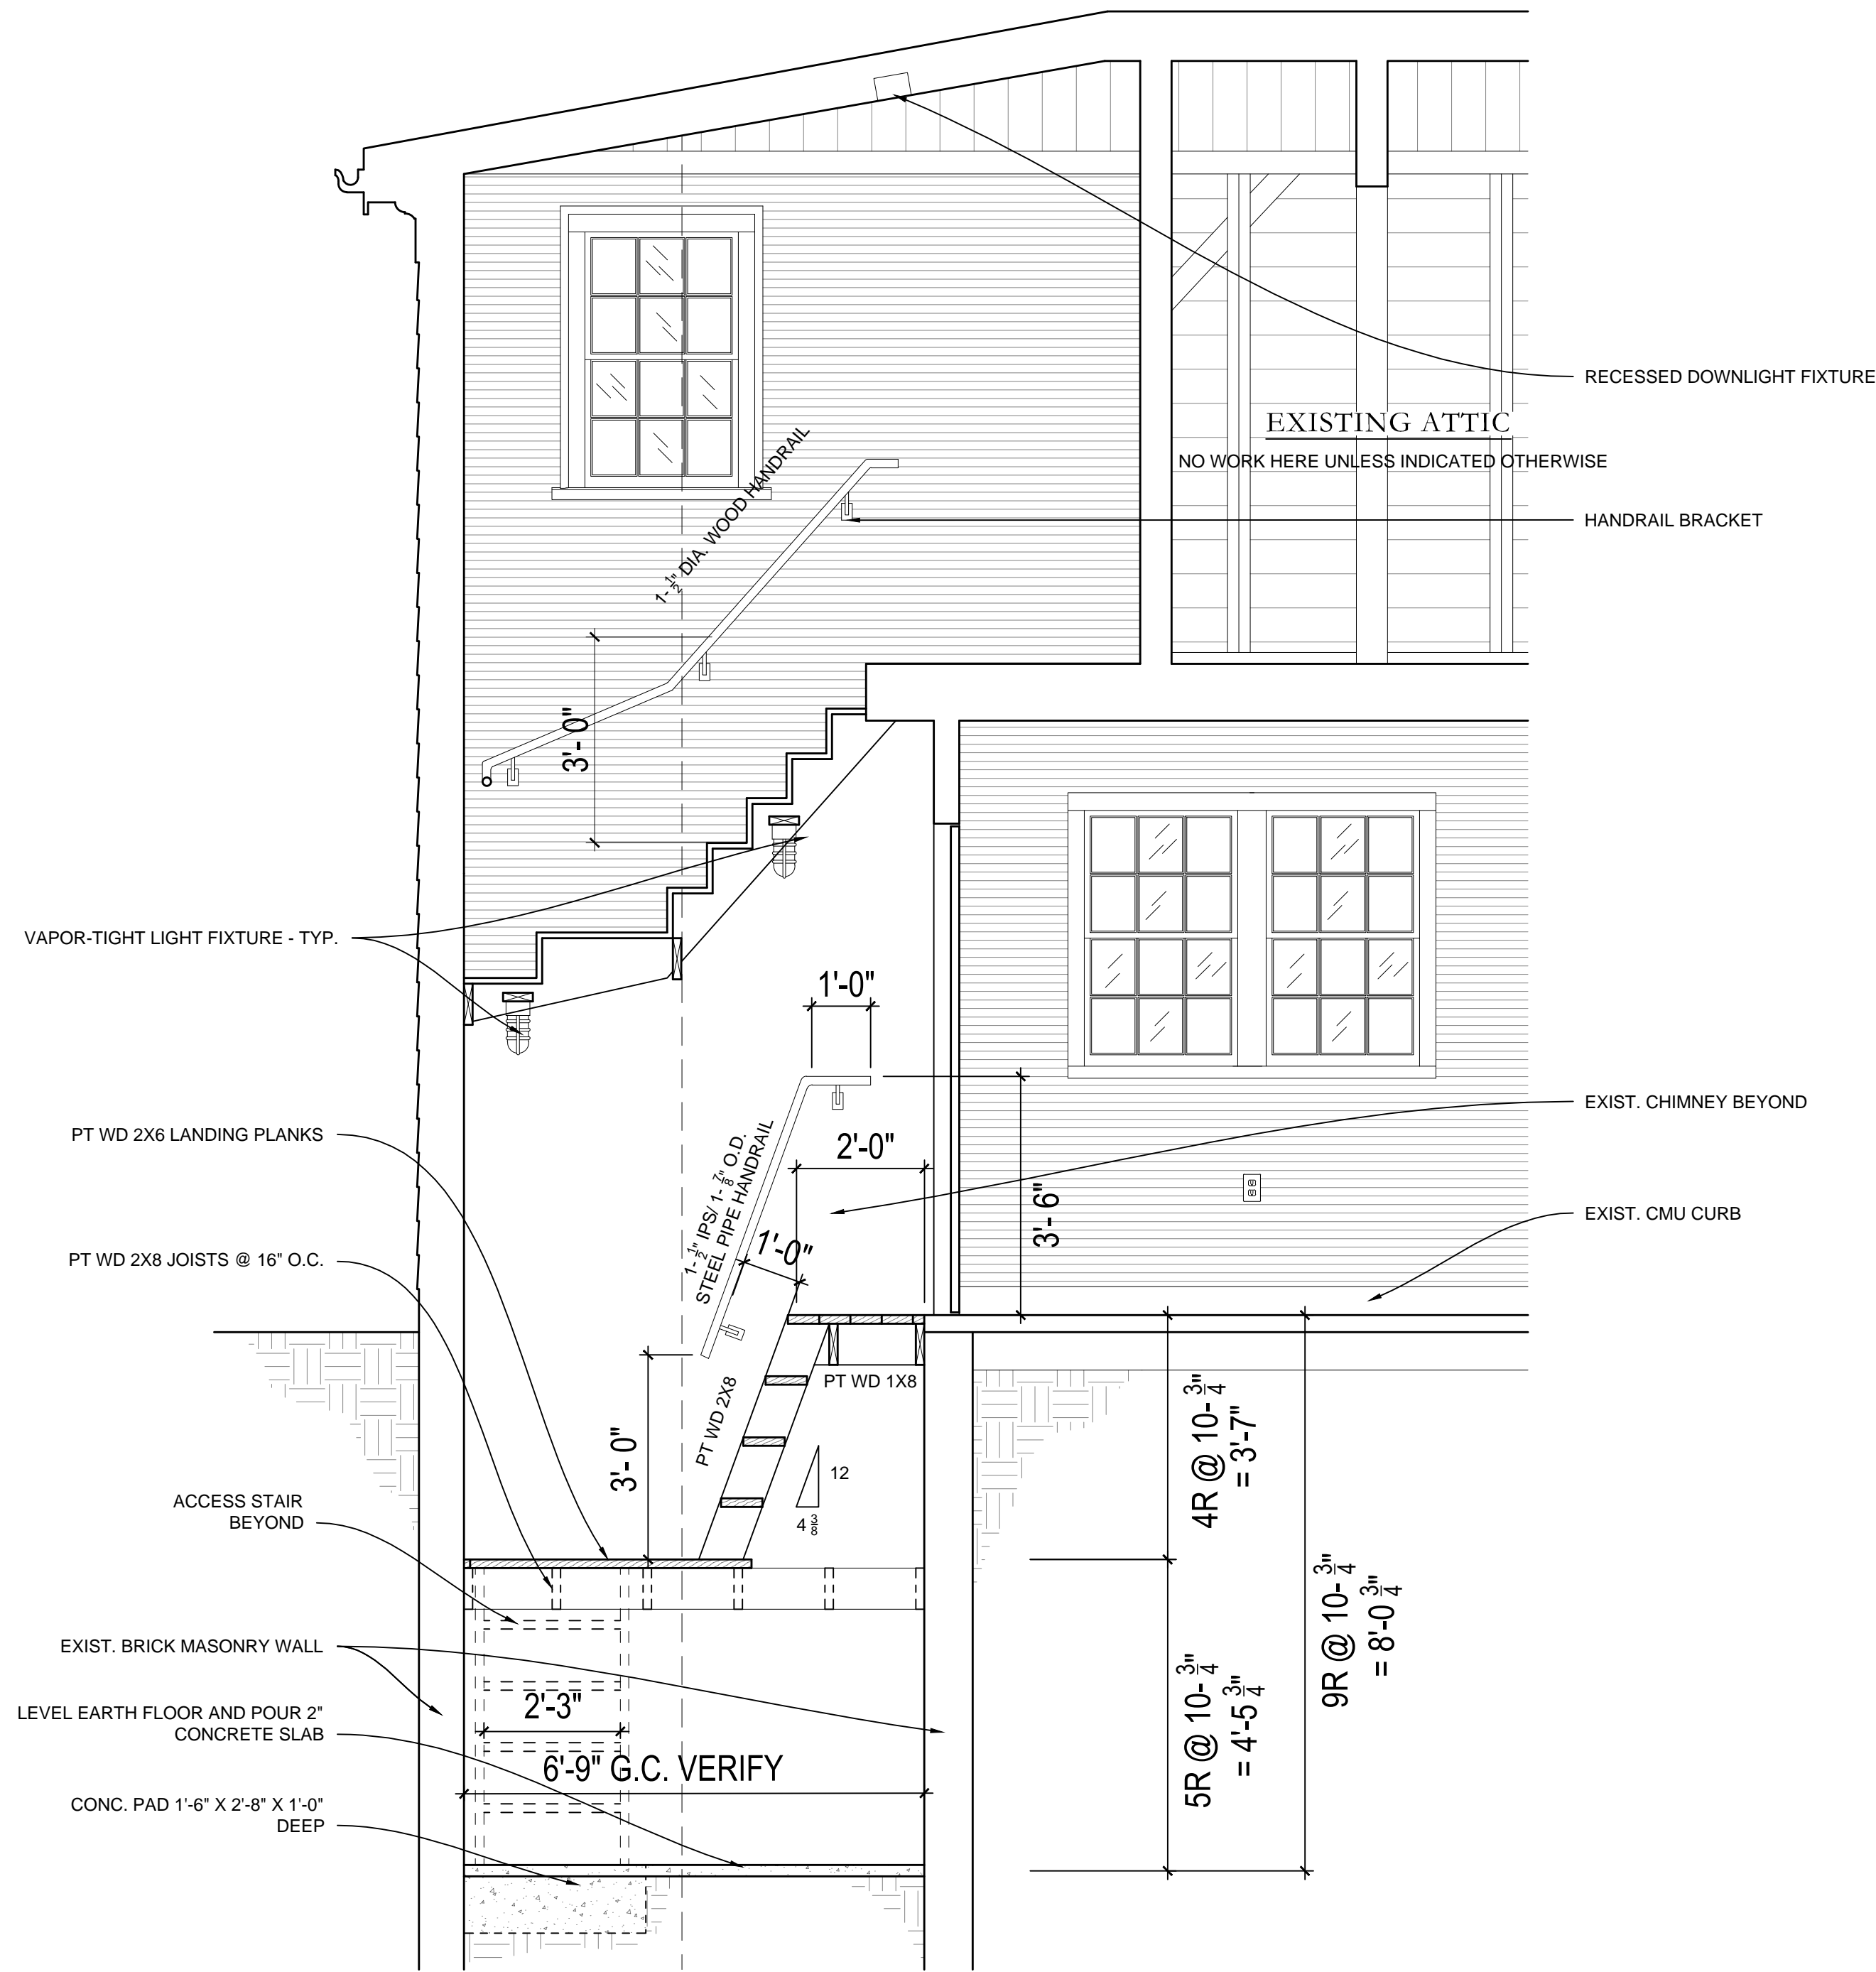 RECESSED DOWNLIGHT FIXTURE
EXISTING ATTIC
NO WORK HERE UNLESS INDICATED OTHERWISE
HANDRAIL BRACKET
1-1/2" DIA. WOOD HANDRAIL
3'- 0"
VAPOR-TIGHT LIGHT FIXTURE - TYP.
1'-0"
EXIST. CHIMNEY BEYOND
PT WD 2X6 LANDING PLANKS
2'-0"
1-1/2" IPS/ 1-7/8" O.D.
STEEL PIPE HANDRAIL
3'- 6"
EXIST. CMU CURB
1'-0"
PT WD 2X8 JOISTS @ 16" O.C.
PT WD 1X8
PT WD 2X8
3'- 0"
12
4 3/8
4R @ 10-3/4"
= 3'-7"
ACCESS STAIR
BEYOND
9R @ 10-3/4"
= 8'-0 3/4"
EXIST. BRICK MASONRY WALL
5R @ 10-3/4"
= 4'-5 3/4"
2'-3"
LEVEL EARTH FLOOR AND POUR 2"
CONCRETE SLAB
6'-9" G.C. VERIFY
CONC. PAD 1'-6" X 2'-8" X 1'-0"
DEEP